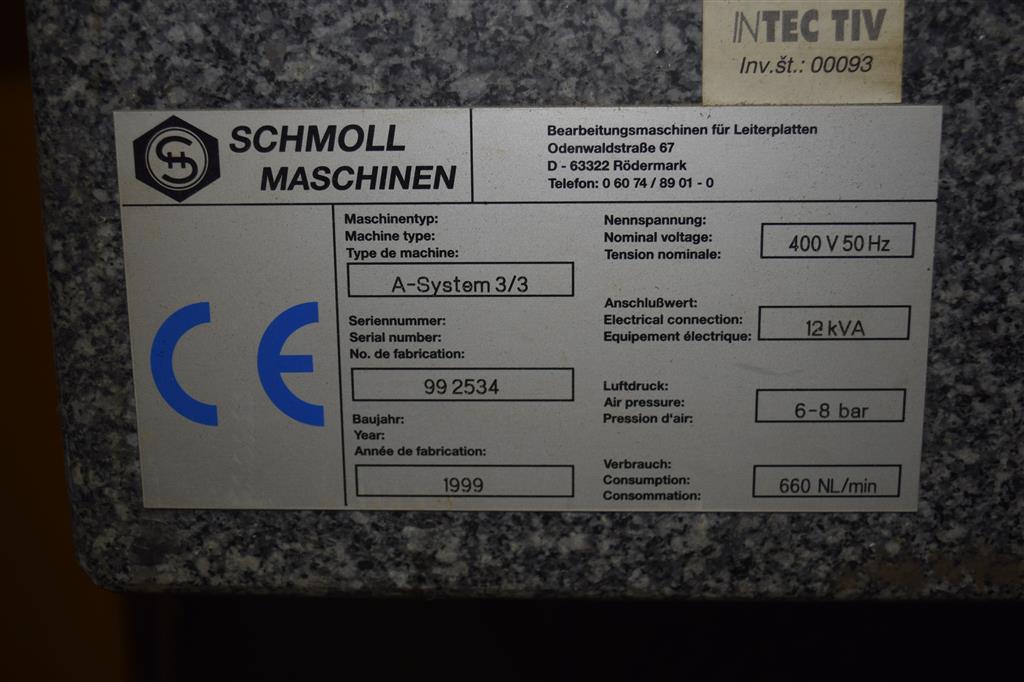 INTEC TIV
Inv.št.: 00093
SCHMOLL
MASCHINEN
Bearbeitungsmaschinen für Leiterplatten
Odenwaldstraße 67
D - 63322 Rödermark
Telefon: 0 60 74 / 89 01 - 0
CE
Maschinentyp:
Machine type:
Type de machine:
A-System 3/3
Seriennummer:
Serial number:
No. de fabrication:
99 2534
Baujahr:
Year:
Année de fabrication:
1999
Nennspannung:
Nominal voltage:
Tension nominale:
400 V 50 Hz
Anschlußwert:
Electrical connection:
Equipement électrique:
12 kVA
Luftdruck:
Air pressure:
Pression d'air:
6-8 bar
Verbrauch:
Consumption:
Consommation:
660 NL/min